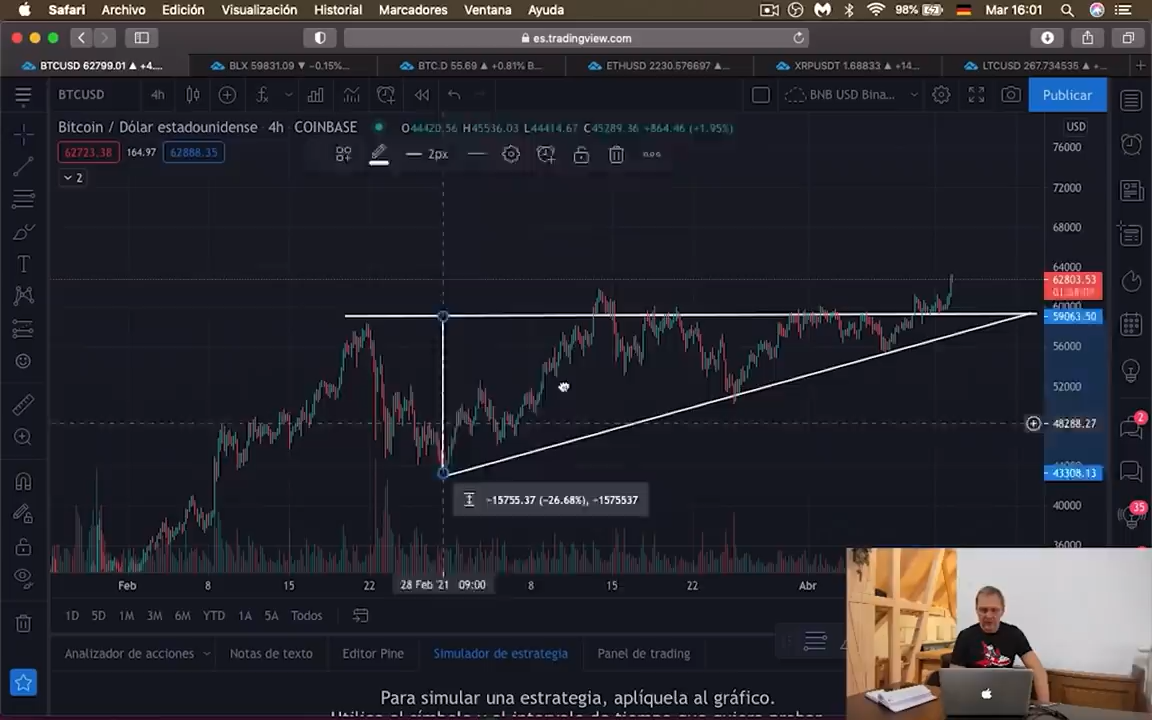 Safari Archivo Edición Visualización Historial Marcadores Ventana Ayuda 98% Mar 16:01
es.tradingview.com
BTCUSD 62799.01 ▲ +4.... BLX 59831.09 ▼ −0.15%... BTC.D 55.69 ▲ +0.81% B... ETHUSD 2230.576697 ▲... XRPUSDT 1.68833 ▲ +14... LTCUSD 267.734535 ▲ +...
BTCUSD 4h BNB USD Bina... Publicar
Bitcoin / Dólar estadounidense 4h COINBASE O44420.56 H45536.03 L44414.67 C45289.36 +864.46 (+1.95%) USD
62723.38 164.97 62888.35 2px
2
76000
72000
68000
64000
62803.53
60000
59063.50
56000
52000
48288.27
2
43308.13
−15755.37 (−26.68%), −1575537
40000
35
36000
Feb 8 15 22 28 Feb '21 09:00 8 15 22 Abr
1D 5D 1M 3M 6M YTD 1A 5A Todos
Analizador de acciones Notas de texto Editor Pine Simulador de estrategia Panel de trading
Para simular una estrategia, aplíquela al gráfico.